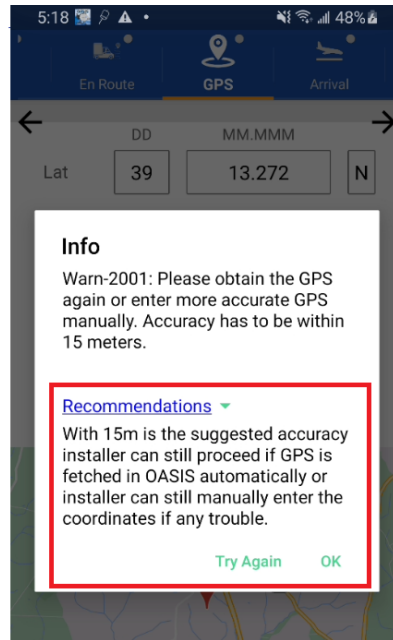 5:18 48%
En Route GPS Arrival
DD MM.MMM
Lat 39 13.272 N
Info
Warn-2001: Please obtain the GPS
again or enter more accurate GPS
manually. Accuracy has to be within
15 meters.
Recommendations
With 15m is the suggested accuracy
installer can still proceed if GPS is
fetched in OASIS automatically or
installer can still manually enter the
coordinates if any trouble.
Try Again OK